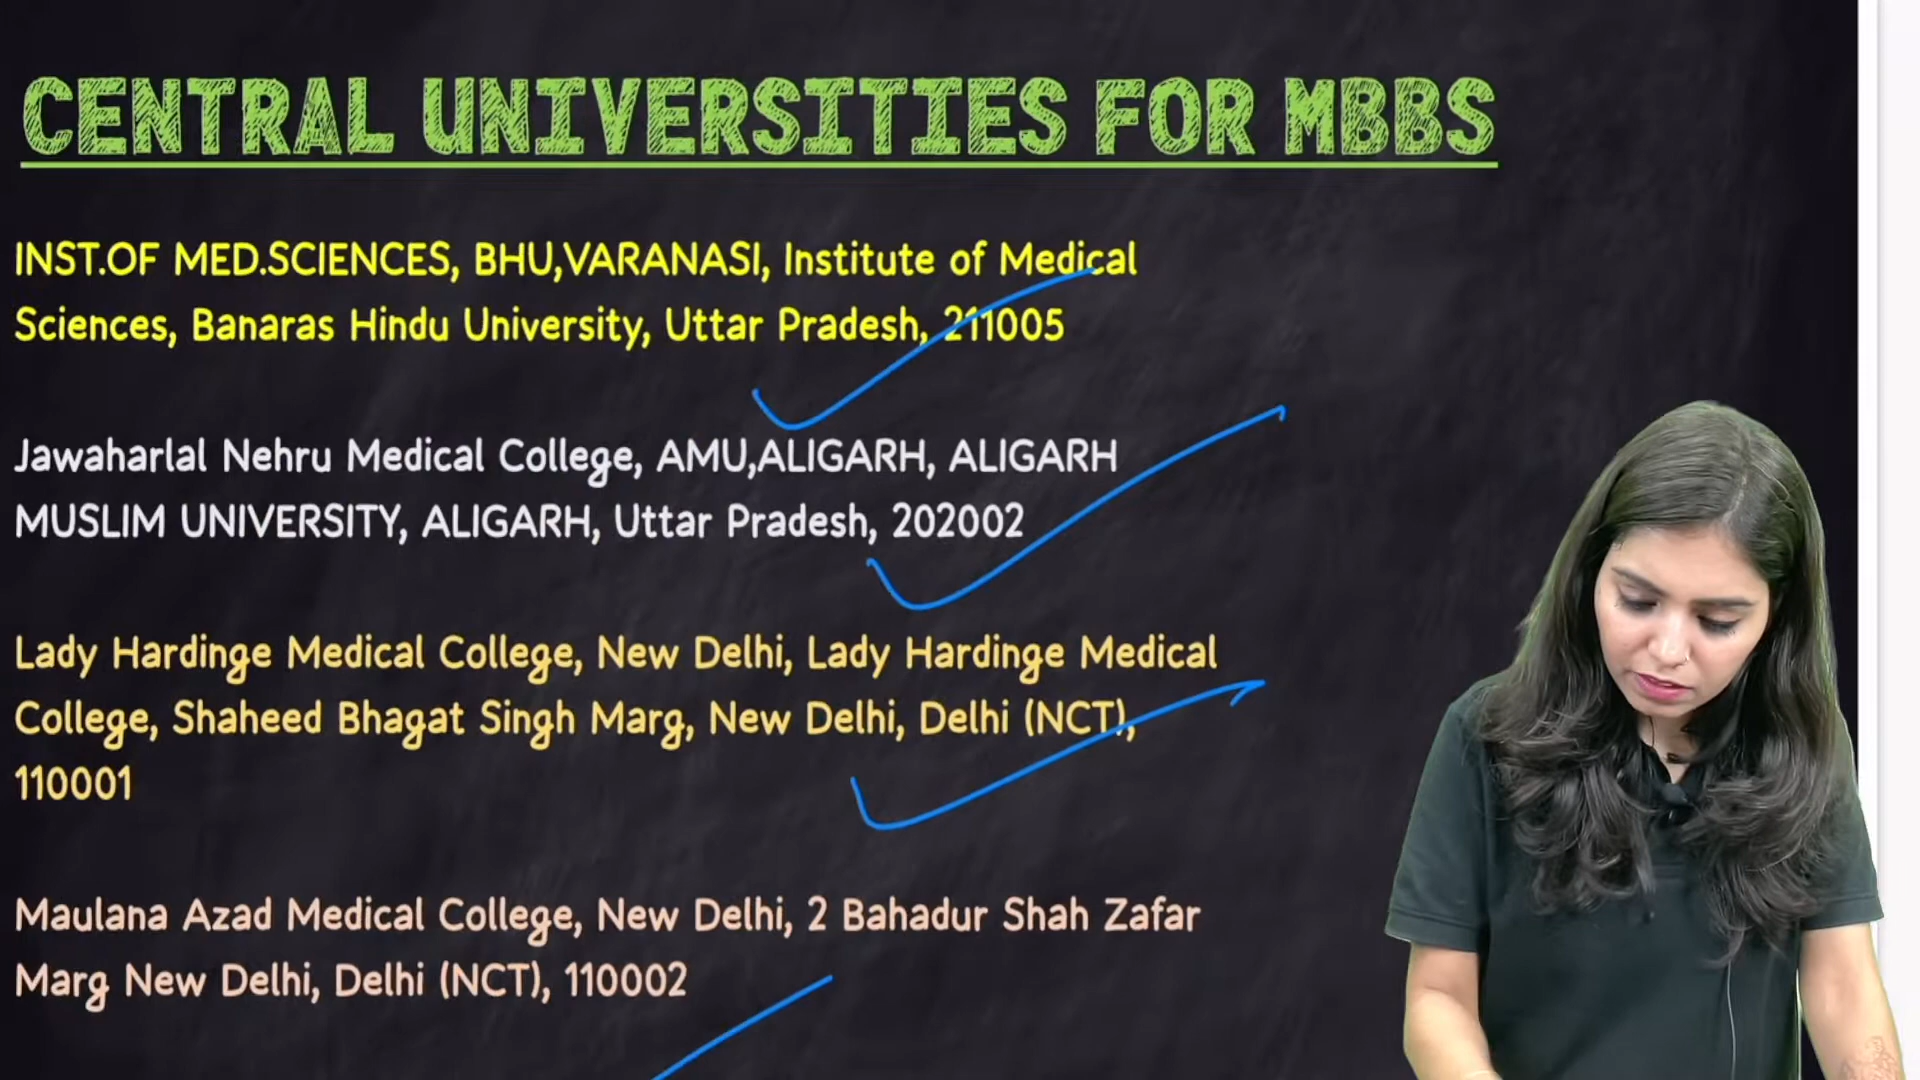 CENTRAL UNIVERSITIES FOR MBBS
INST.OF MED.SCIENCES, BHU,VARANASI, Institute of Medical
Sciences, Banaras Hindu University, Uttar Pradesh, 211005
Jawaharlal Nehru Medical College, AMU,ALIGARH, ALIGARH
MUSLIM UNIVERSITY, ALIGARH, Uttar Pradesh, 202002
Lady Hardinge Medical College, New Delhi, Lady Hardinge Medical
College, Shaheed Bhagat Singh Marg, New Delhi, Delhi (NCT),
110001
Maulana Azad Medical College, New Delhi, 2 Bahadur Shah Zafar
Marg New Delhi, Delhi (NCT), 110002